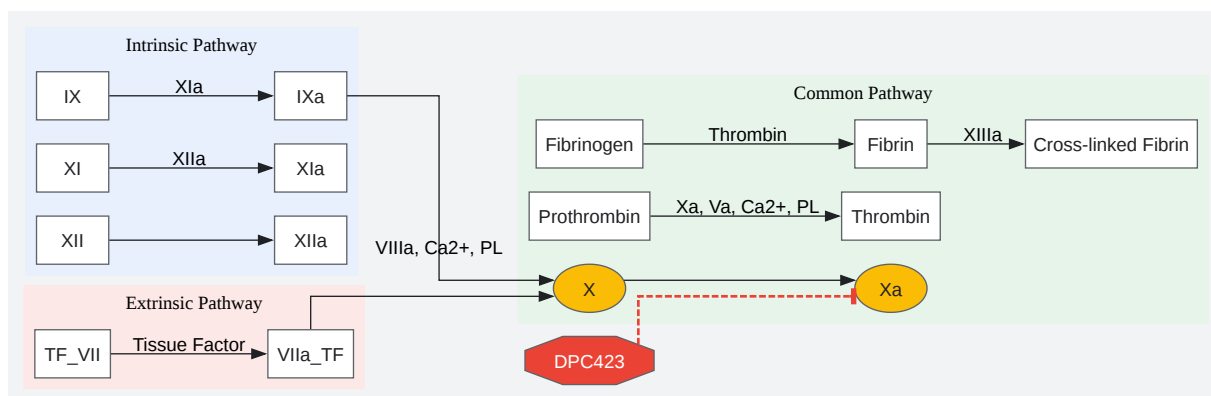 Intrinsic Pathway
IX
XIa
IXa
XI
XIIa
XIa
XII
XIIa
VIIIa, Ca2+, PL
Extrinsic Pathway
TF_VII
Tissue Factor
VIIa_TF
Common Pathway
Fibrinogen
Thrombin
Fibrin
XIIIa
Cross-linked Fibrin
Prothrombin
Xa, Va, Ca2+, PL
Thrombin
X
Xa
DPC423